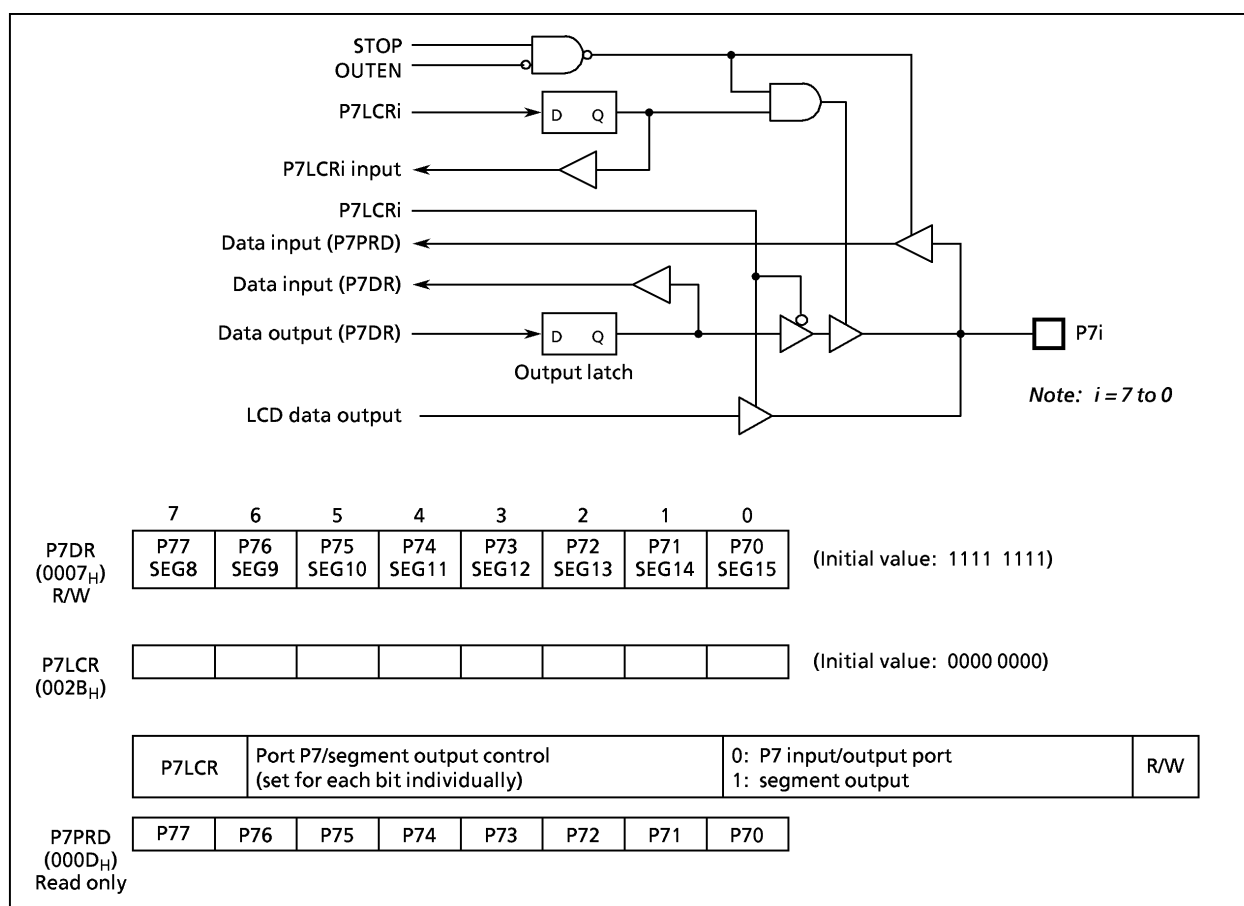 STOP
OUTEN
P7LCRi
D Q
P7LCRi input
P7LCRi
Data input (P7PRD)
Data input (P7DR)
Data output (P7DR)
D Q
Output latch
P7i
LCD data output
Note: i = 7 to 0
7 6 5 4 3 2 1 0
P7DR
(0007H)
R/W
P77 P76 P75 P74 P73 P72 P71 P70
SEG8 SEG9 SEG10 SEG11 SEG12 SEG13 SEG14 SEG15
(Initial value: 1111 1111)
P7LCR
(002BH)
(Initial value: 0000 0000)
P7LCR
Port P7/segment output control
(set for each bit individually)
0: P7 input/output port
1: segment output
R/W
P7PRD
(000DH)
Read only
P77 P76 P75 P74 P73 P72 P71 P70